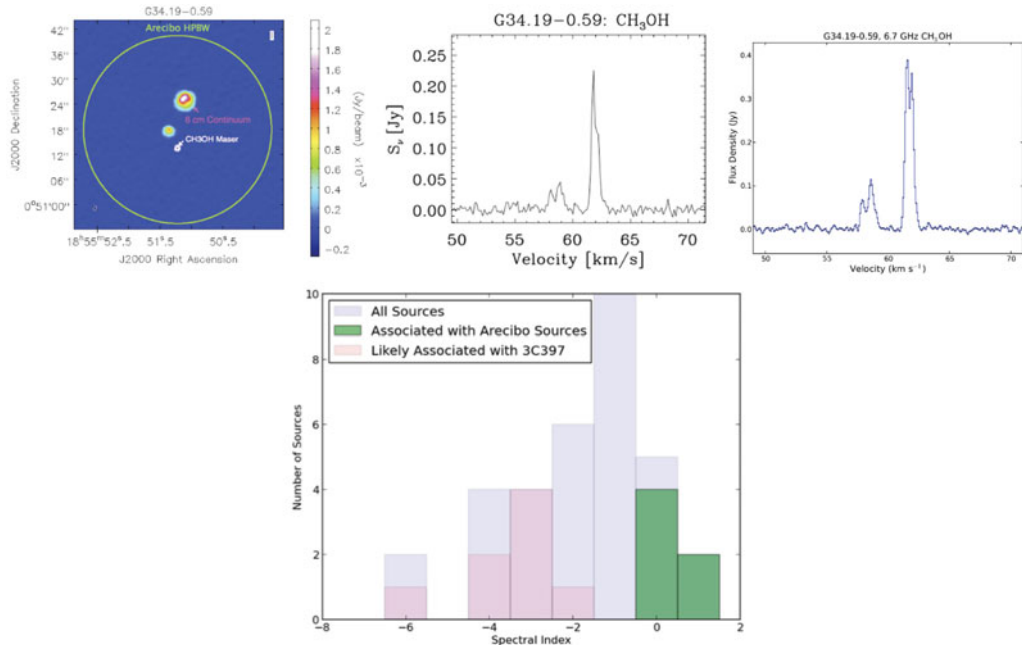 G34.19−0.59
Arecibo HPBW
6 cm Continuum
CH3OH Maser
42"
36"
30"
24"
18"
12"
06"
0°51'00"
J2000 Declination
18ʰ55ᵐ52ˢ.5
51ˢ.5
50ˢ.5
J2000 Right Ascension
2
1.8
1.6
1.4
1.2
1
0.8
0.6
0.4
0.2
0
−0.2
(Jy/beam) ×10⁻³
G34.19−0.59: CH₃OH
0.25
0.20
0.15
0.10
0.05
0.00
Sᵥ [Jy]
50 55 60 65 70
Velocity [km/s]
G34.19-0.59, 6.7 GHz CH₃OH
0.4
0.3
0.2
0.1
0.0
Flux Density (Jy)
50 55 60 65 70
Velocity (km s⁻¹)
All Sources
Associated with Arecibo Sources
Likely Associated with 3C397
10
8
6
4
2
0
Number of Sources
−8 −6 −4 −2 0 2
Spectral Index